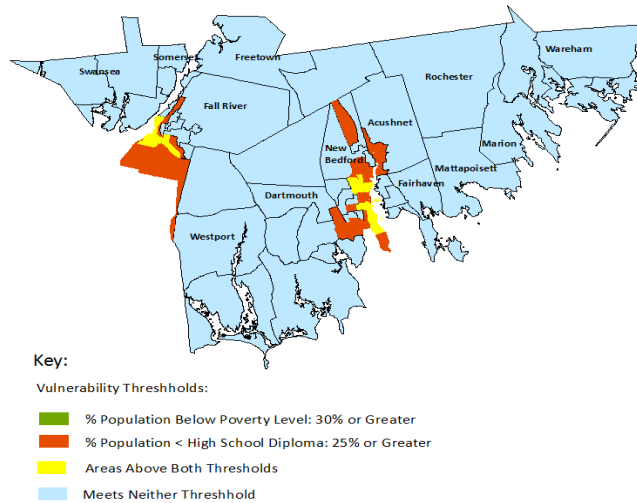 Freetown
Somerset
Swansea
Wareham
Rochester
Fall River
Acushnet
New
Bedford
Marion
Mattapoisett
Fairhaven
Dartmouth
Westport
Key:
Vulnerability Threshholds:
% Population Below Poverty Level: 30% or Greater
% Population < High School Diploma: 25% or Greater
Areas Above Both Thresholds
Meets Neither Threshhold